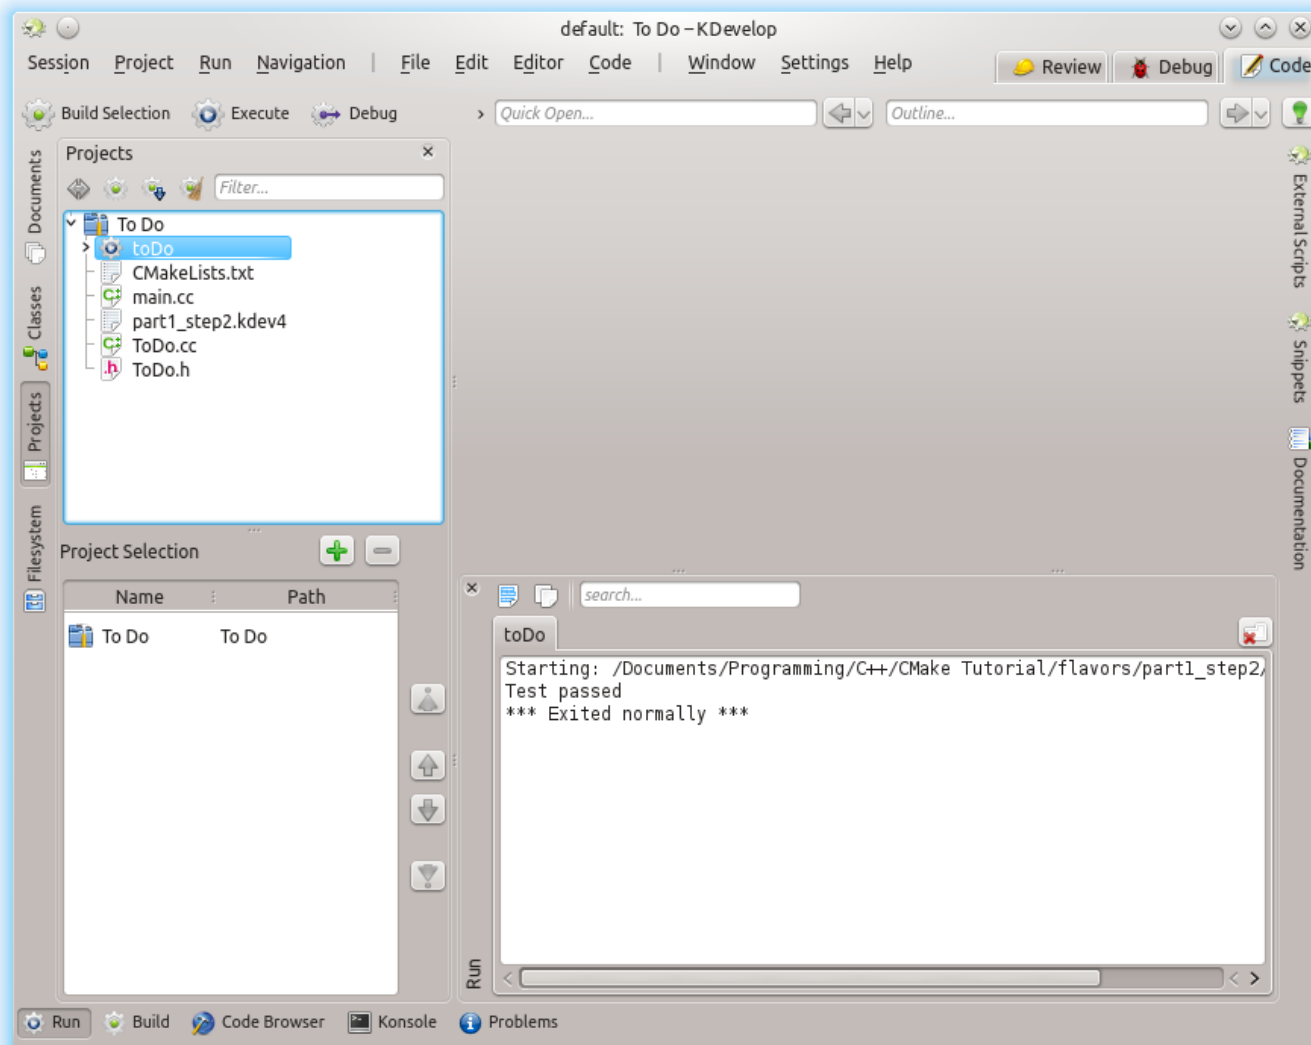 default: To Do – KDevelop
Session Project Run Navigation | File Edit Editor Code | Window Settings Help
Review Debug Code
Build Selection Execute Debug > Quick Open... Outline...
Documents
Classes
Projects
Filesystem
Projects
Filter...
To Do
toDo
CMakeLists.txt
main.cc
part1_step2.kdev4
ToDo.cc
ToDo.h
Project Selection
Name Path
To Do To Do
search...
toDo
Starting: /Documents/Programming/C++/CMake Tutorial/flavors/part1_step2/
Test passed
*** Exited normally ***
Run
External Scripts
Snippets
Documentation
Run Build Code Browser Konsole Problems